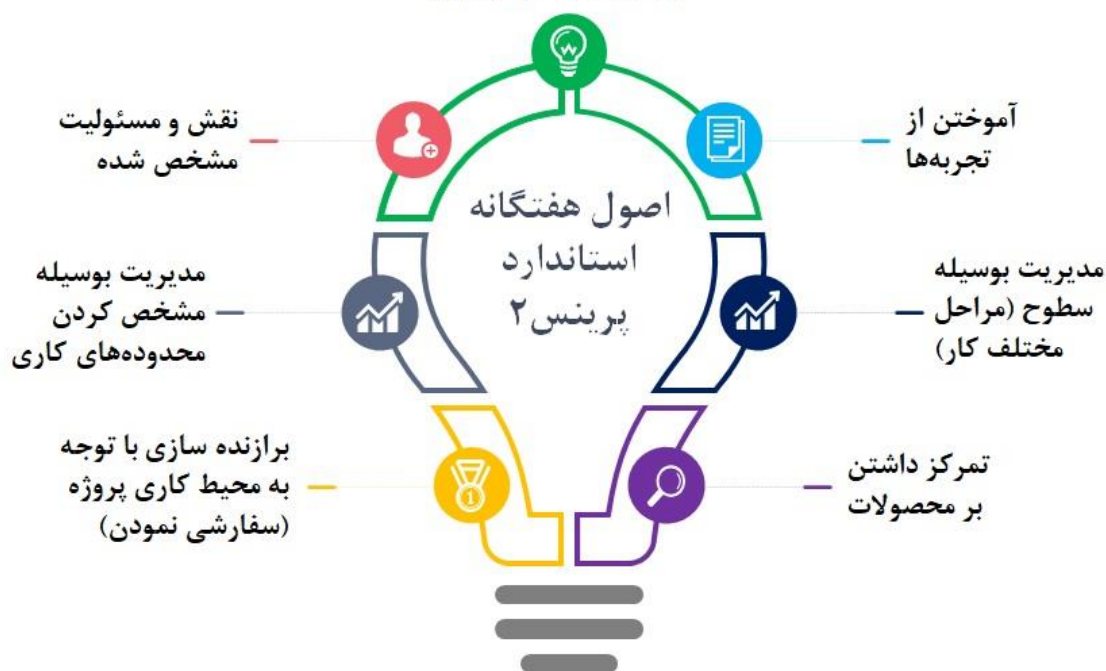 نقش و مسئولیت
مشخص شده
آموختن از
تجربه‌ها
اصول هفتگانه
استاندارد
پرینس۲
مدیریت بوسیله
مشخص کردن
محدوده‌های کاری
مدیریت بوسیله
سطوح (مراحل
مختلف کار)
برازنده سازی با توجه
به محیط کاری پروژه
(سفارشی نمودن)
تمرکز داشتن
بر محصولات
1